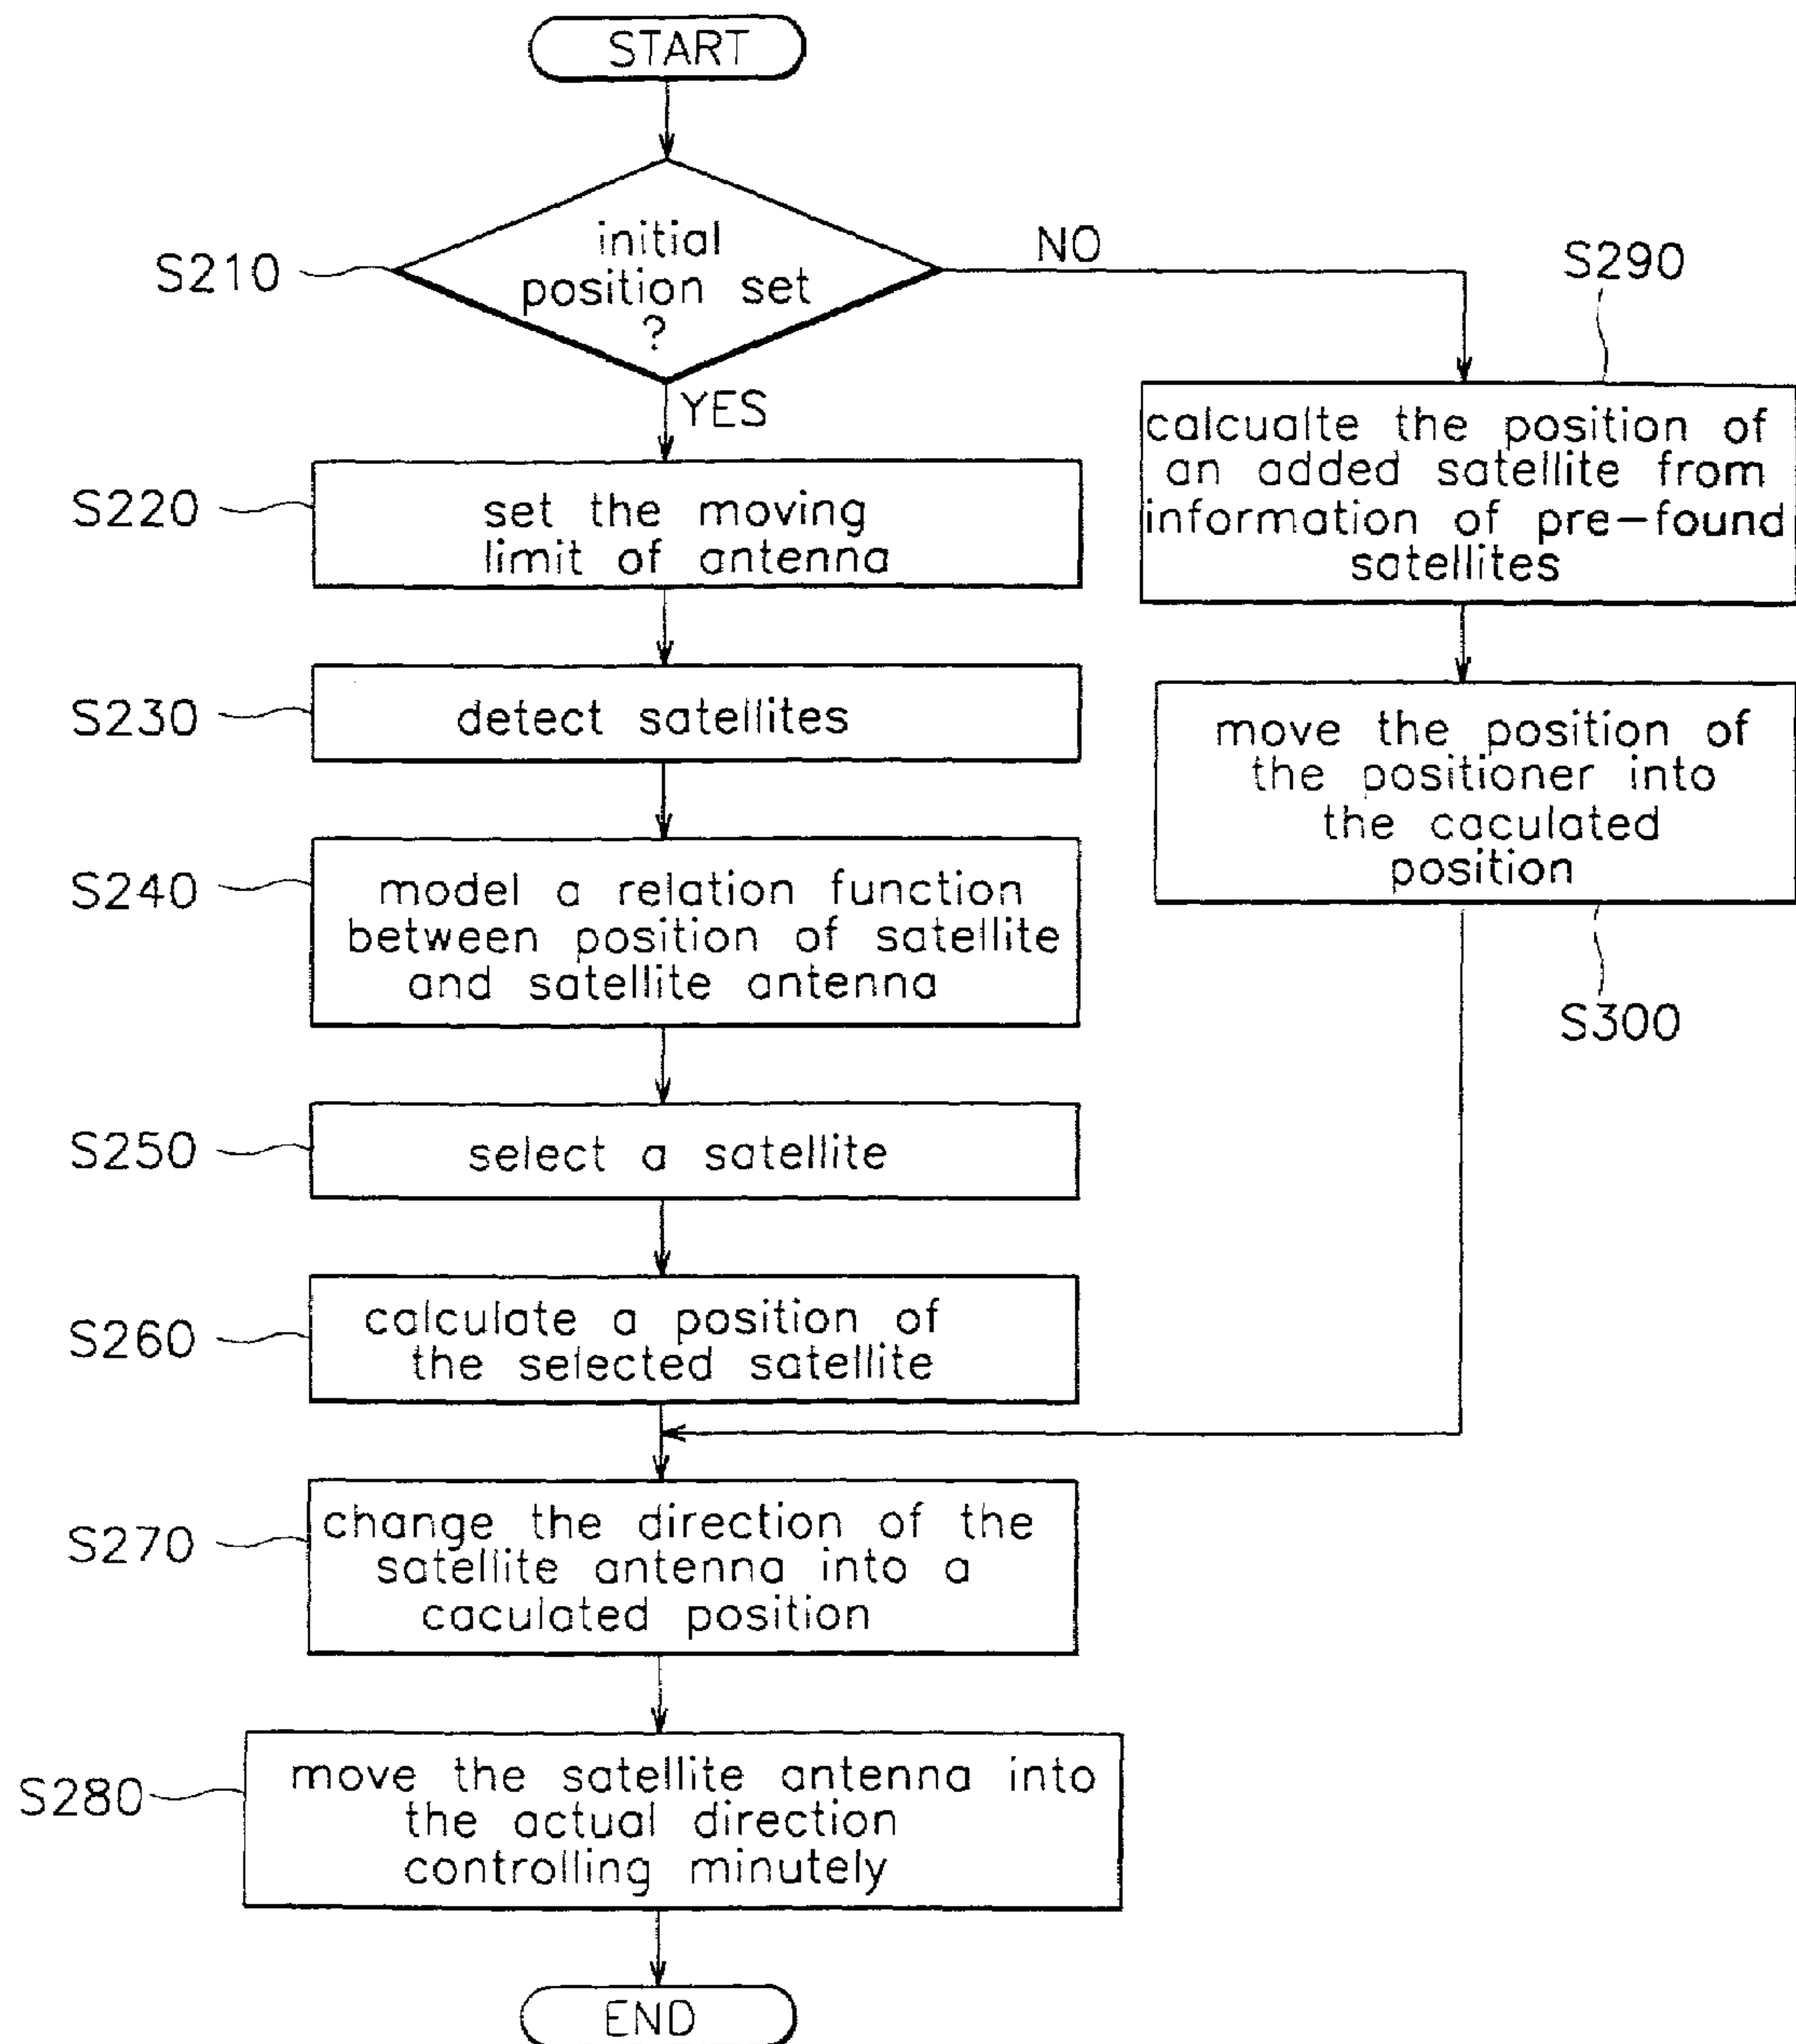 START
S210
initial
position set
?
NO
YES
S290
calcualte the position of
an added satellite from
information of pre-found
satellites
S220
set the moving
limit of antenna
S230
detect satellites
move the position of
the positioner into
the caculated
position
S300
S240
model a relation function
between position of satellite
and satellite antenna
S250
select a satellite
S260
calculate a position of
the selected satellite
S270
change the direction of the
satellite antenna into a
caculated position
S280
move the satellite antenna into
the actual direction
controlling minutely
END